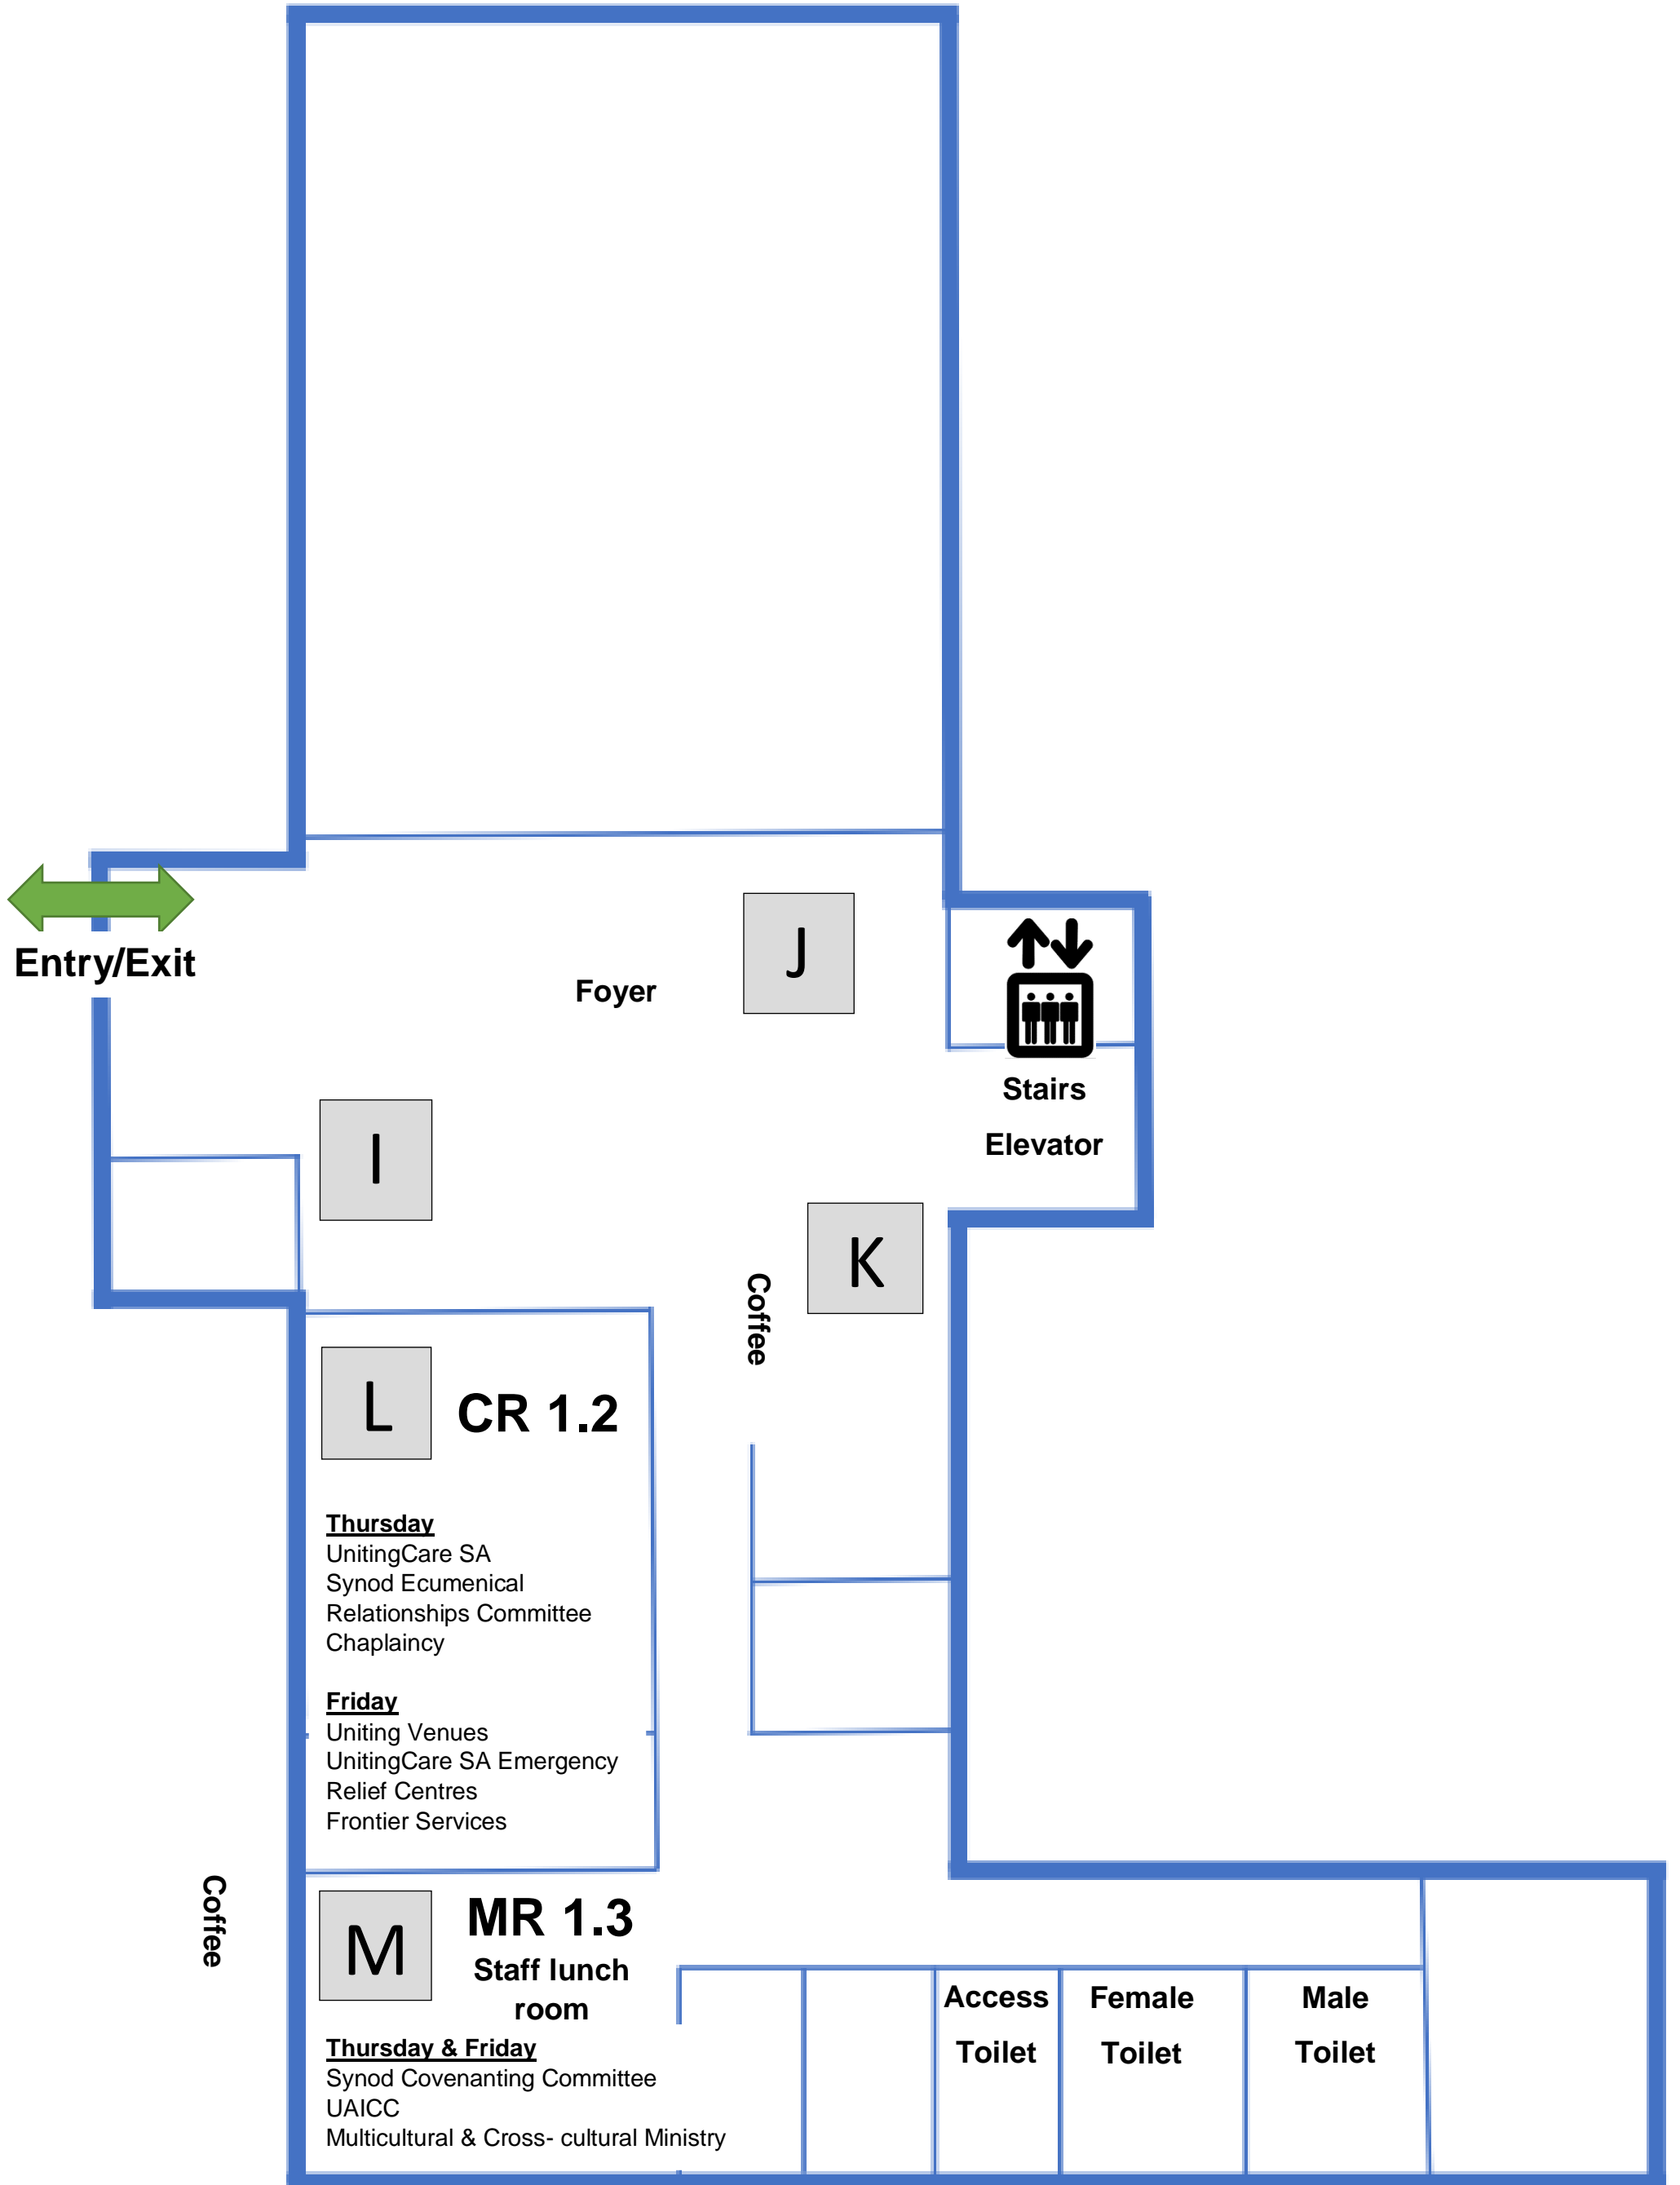 Entry/Exit
Foyer
J
Stairs
Elevator
I
K
Coffee
L
CR 1.2
Thursday
UnitingCare SA
Synod Ecumenical
Relationships Committee
Chaplaincy
Friday
Uniting Venues
UnitingCare SA Emergency
Relief Centres
Frontier Services
Coffee
M
MR 1.3
Staff lunch
room
Thursday & Friday
Synod Covenanting Committee
UAICC
Multicultural & Cross- cultural Ministry
Access
Toilet
Female
Toilet
Male
Toilet